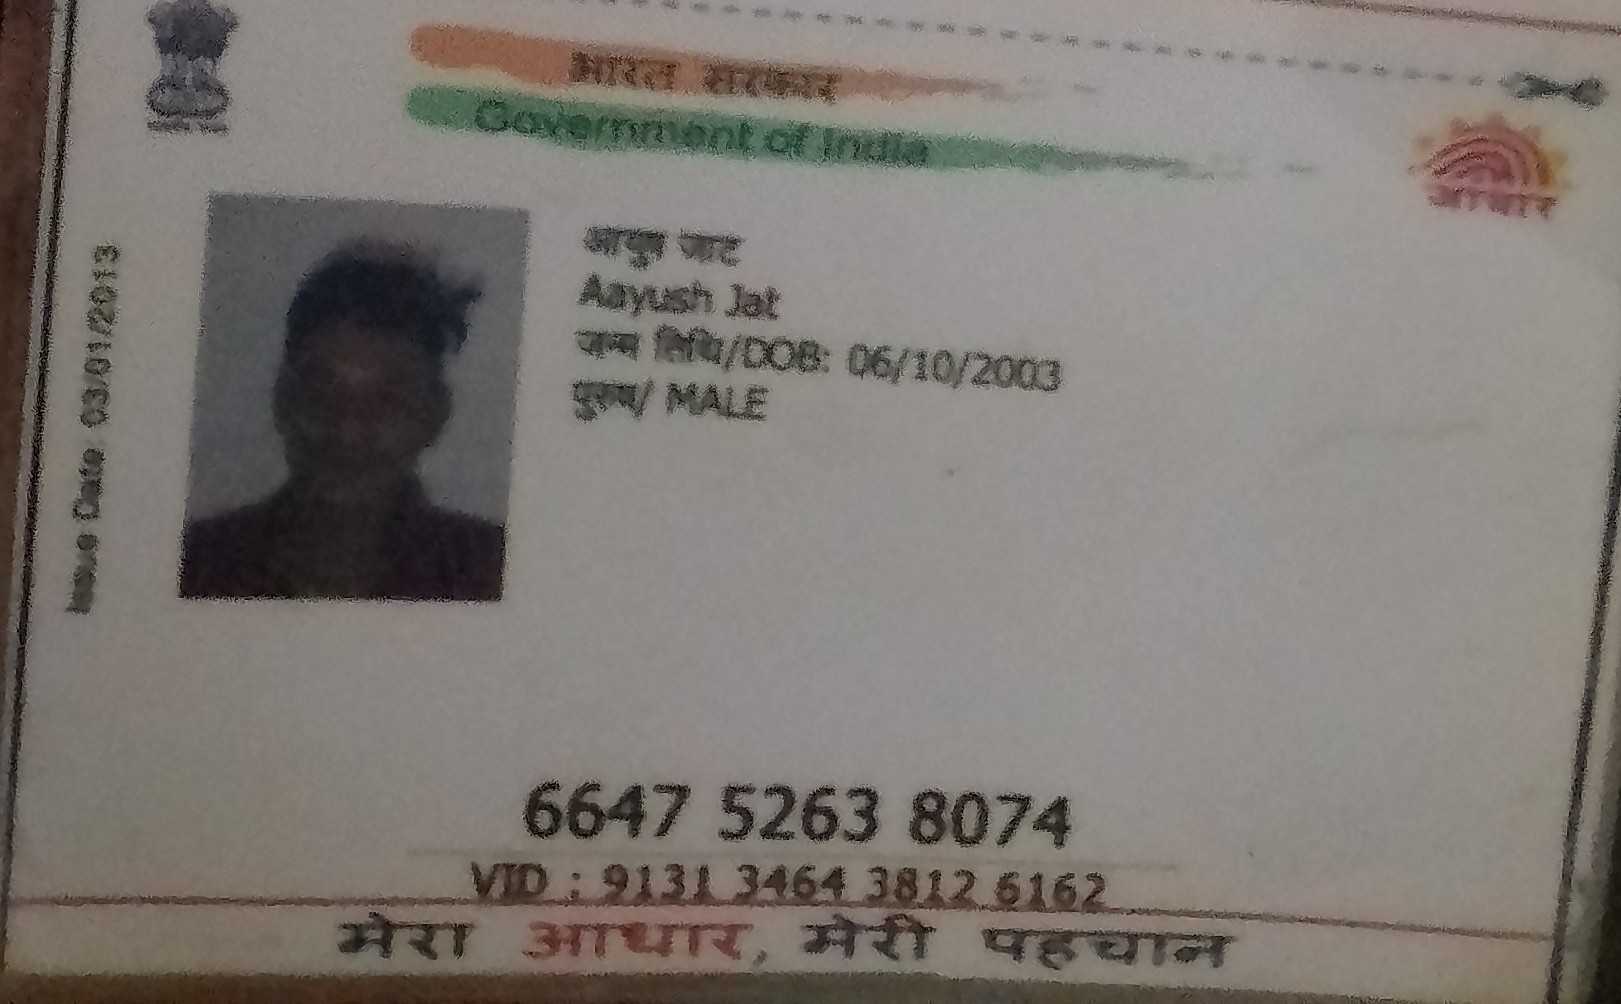 भारत सरकार
Government of India
आधार
Issue Date: 03/01/2013
आयुष जाट
Aayush Jat
जन्म तिथि/DOB: 06/10/2003
पुरुष/ MALE
6647 5263 8074
VID : 9131 3464 3812 6162
मेरा आधार, मेरी पहचान